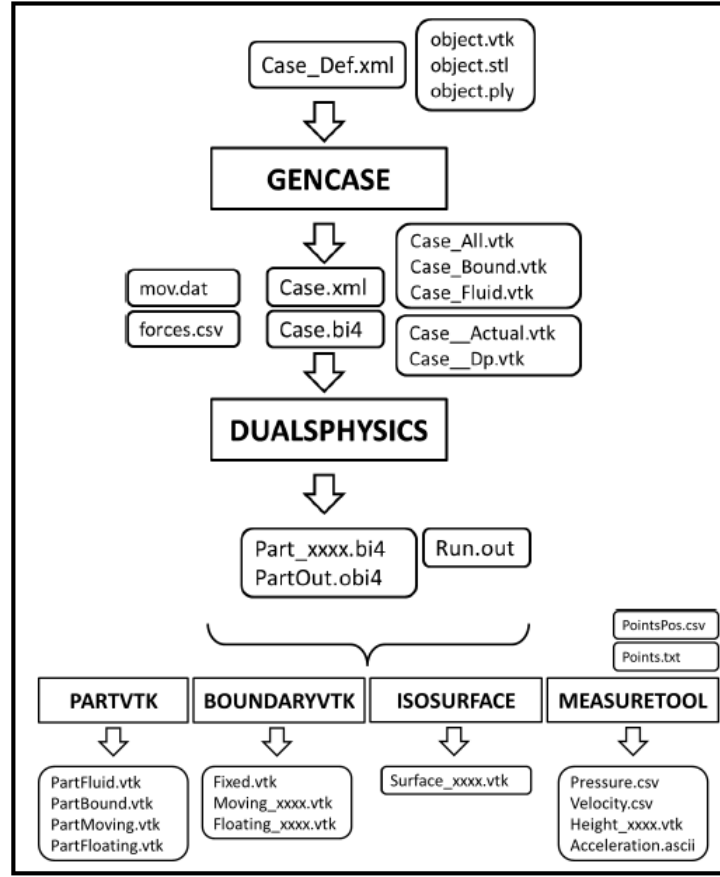 Case_Def.xml
object.vtk
object.stl
object.ply
GENCASE
mov.dat
forces.csv
Case.xml
Case.bi4
Case_All.vtk
Case_Bound.vtk
Case_Fluid.vtk
Case__Actual.vtk
Case__Dp.vtk
DUALSPHYSICS
Part_xxxx.bi4
PartOut.obi4
Run.out
PointsPos.csv
Points.txt
PARTVTK
BOUNDARYVTK
ISOSURFACE
MEASURETOOL
PartFluid.vtk
PartBound.vtk
PartMoving.vtk
PartFloating.vtk
Fixed.vtk
Moving_xxxx.vtk
Floating_xxxx.vtk
Surface_xxxx.vtk
Pressure.csv
Velocity.csv
Height_xxxx.vtk
Acceleration.ascii